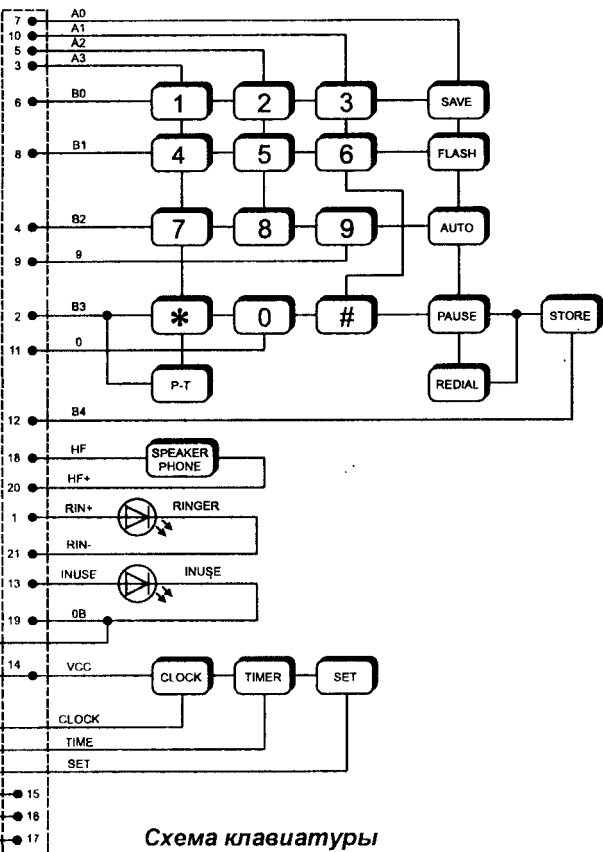 7 A0
10 A1
5 A2
3 A3
6 B0 1 2 3 SAVE
8 B1 4 5 6 FLASH
4 B2 7 8 9 AUTO
9 9
2 B3 * 0 # PAUSE STORE
11 0
P-T REDIAL
12 B4
18 HF SPEAKER PHONE
20 HF+
1 RIN+ RINGER
21 RIN-
13 INUSE INUSE
19 0B
14 VCC CLOCK TIMER SET
CLOCK
TIME
SET
15
16
17
Схема клавиатуры